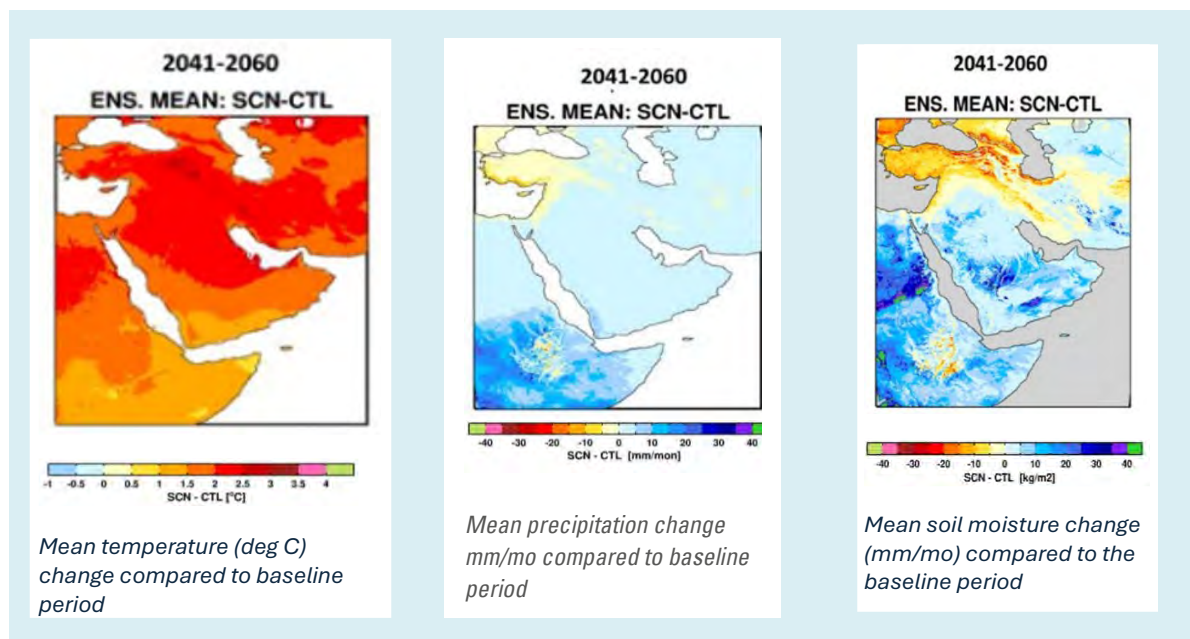 2041-2060
ENS. MEAN: SCN-CTL
-1 -0.5 0 0.5 1 1.5 2 2.5 3 3.5 4
SCN - CTL [°C]
Mean temperature (deg C)
change compared to baseline
period
2041-2060
ENS. MEAN: SCN-CTL
-40 -30 -20 -10 0 10 20 30 40
SCN - CTL [mm/mon]
Mean precipitation change
mm/mo compared to baseline
period
2041-2060
ENS. MEAN: SCN-CTL
-40 -30 -20 -10 0 10 20 30 40
SCN - CTL [kg/m2]
Mean soil moisture change
(mm/mo) compared to the
baseline period